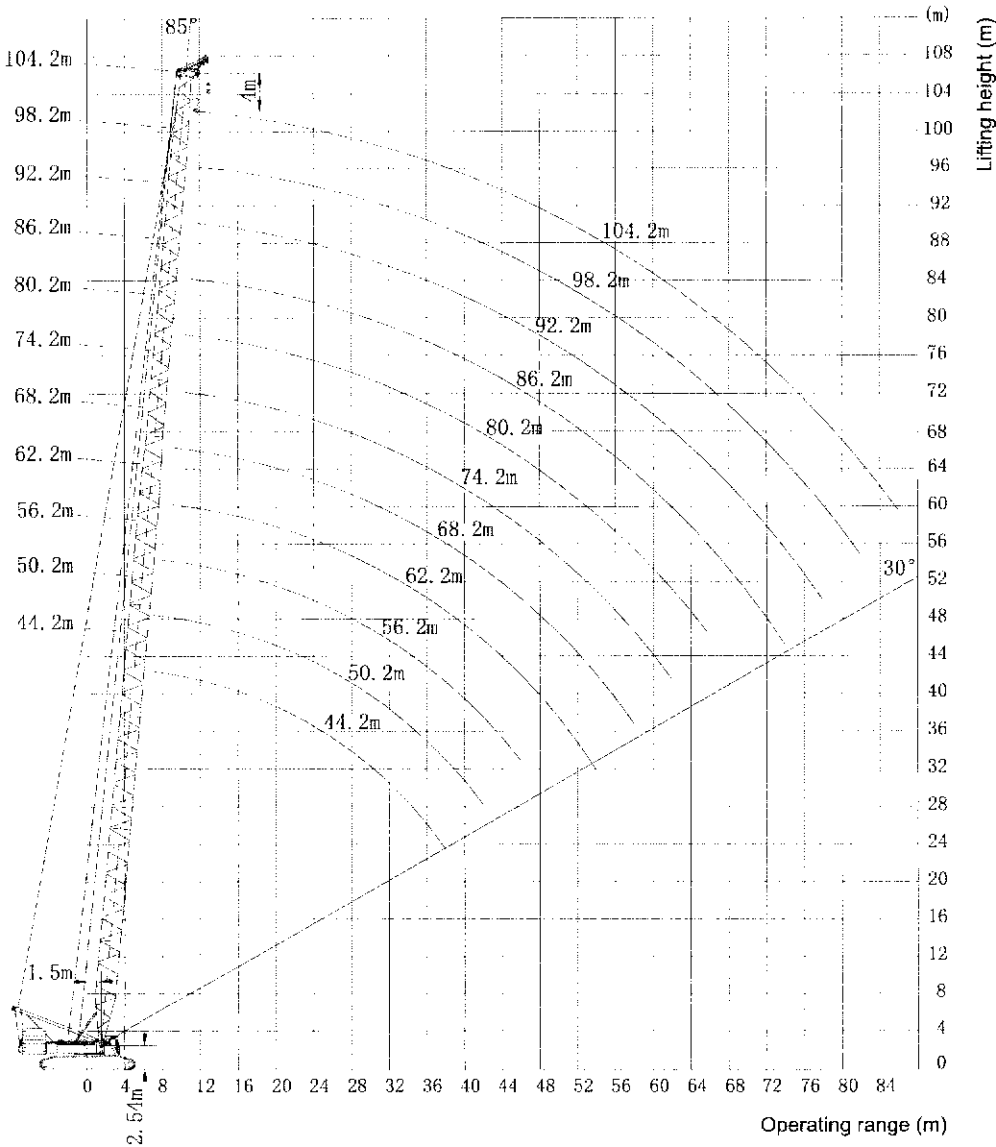 85°
(m)
Lifting height (m)
104.2m
98.2m
92.2m
86.2m
80.2m
74.2m
68.2m
62.2m
56.2m
50.2m
44.2m
4m
104.2m
98.2m
92.2m
86.2m
80.2m
74.2m
68.2m
62.2m
56.2m
50.2m
44.2m
30°
108
104
100
96
92
88
84
80
76
72
68
64
60
56
52
48
44
40
36
32
28
24
20
16
12
8
4
0
1.5m
2.54m
0 4 8 12 16 20 24 28 32 36 40 44 48 52 56 60 64 68 72 76 80 84
Operating range (m)